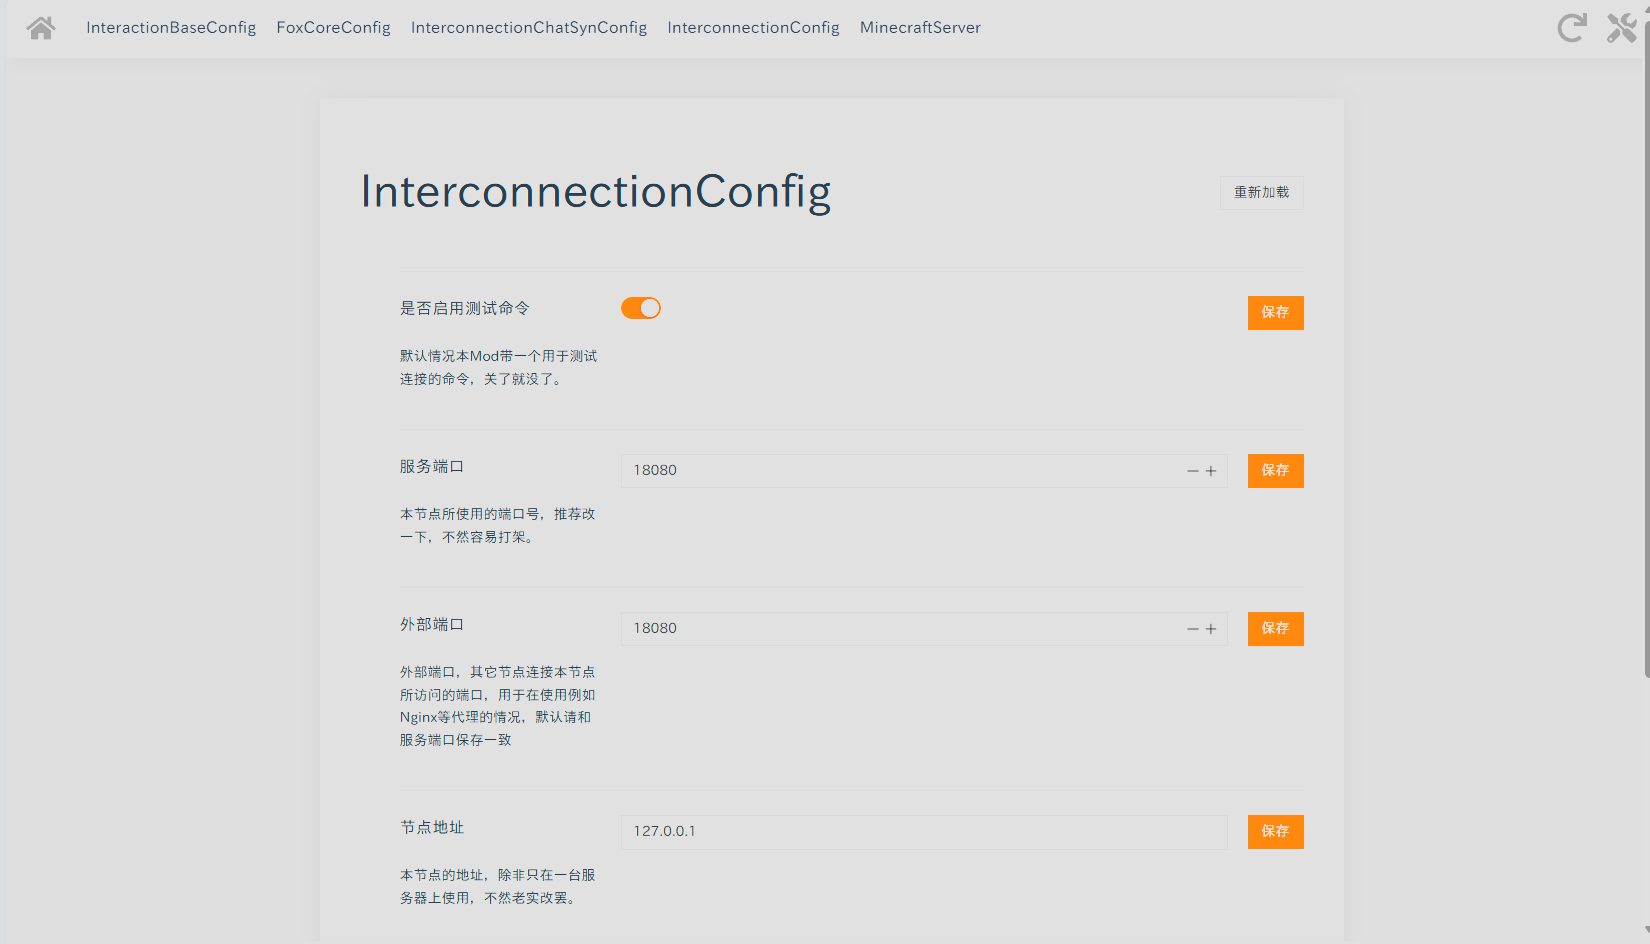 InteractionBaseConfig FoxCoreConfig InterconnectionChatSynConfig InterconnectionConfig MinecraftServer
InterconnectionConfig
重新加载
是否启用测试命令
保存
默认情况本Mod带一个用于测试
连接的命令，关了就没了。
服务端口
18080
保存
本节点所使用的端口号，推荐改
一下，不然容易打架。
外部端口
18080
保存
外部端口，其它节点连接本节点
所访问的端口，用于在使用例如
Nginx等代理的情况，默认请和
服务端口保存一致
节点地址
127.0.0.1
保存
本节点的地址，除非只在一台服
务器上使用，不然老实改罢。